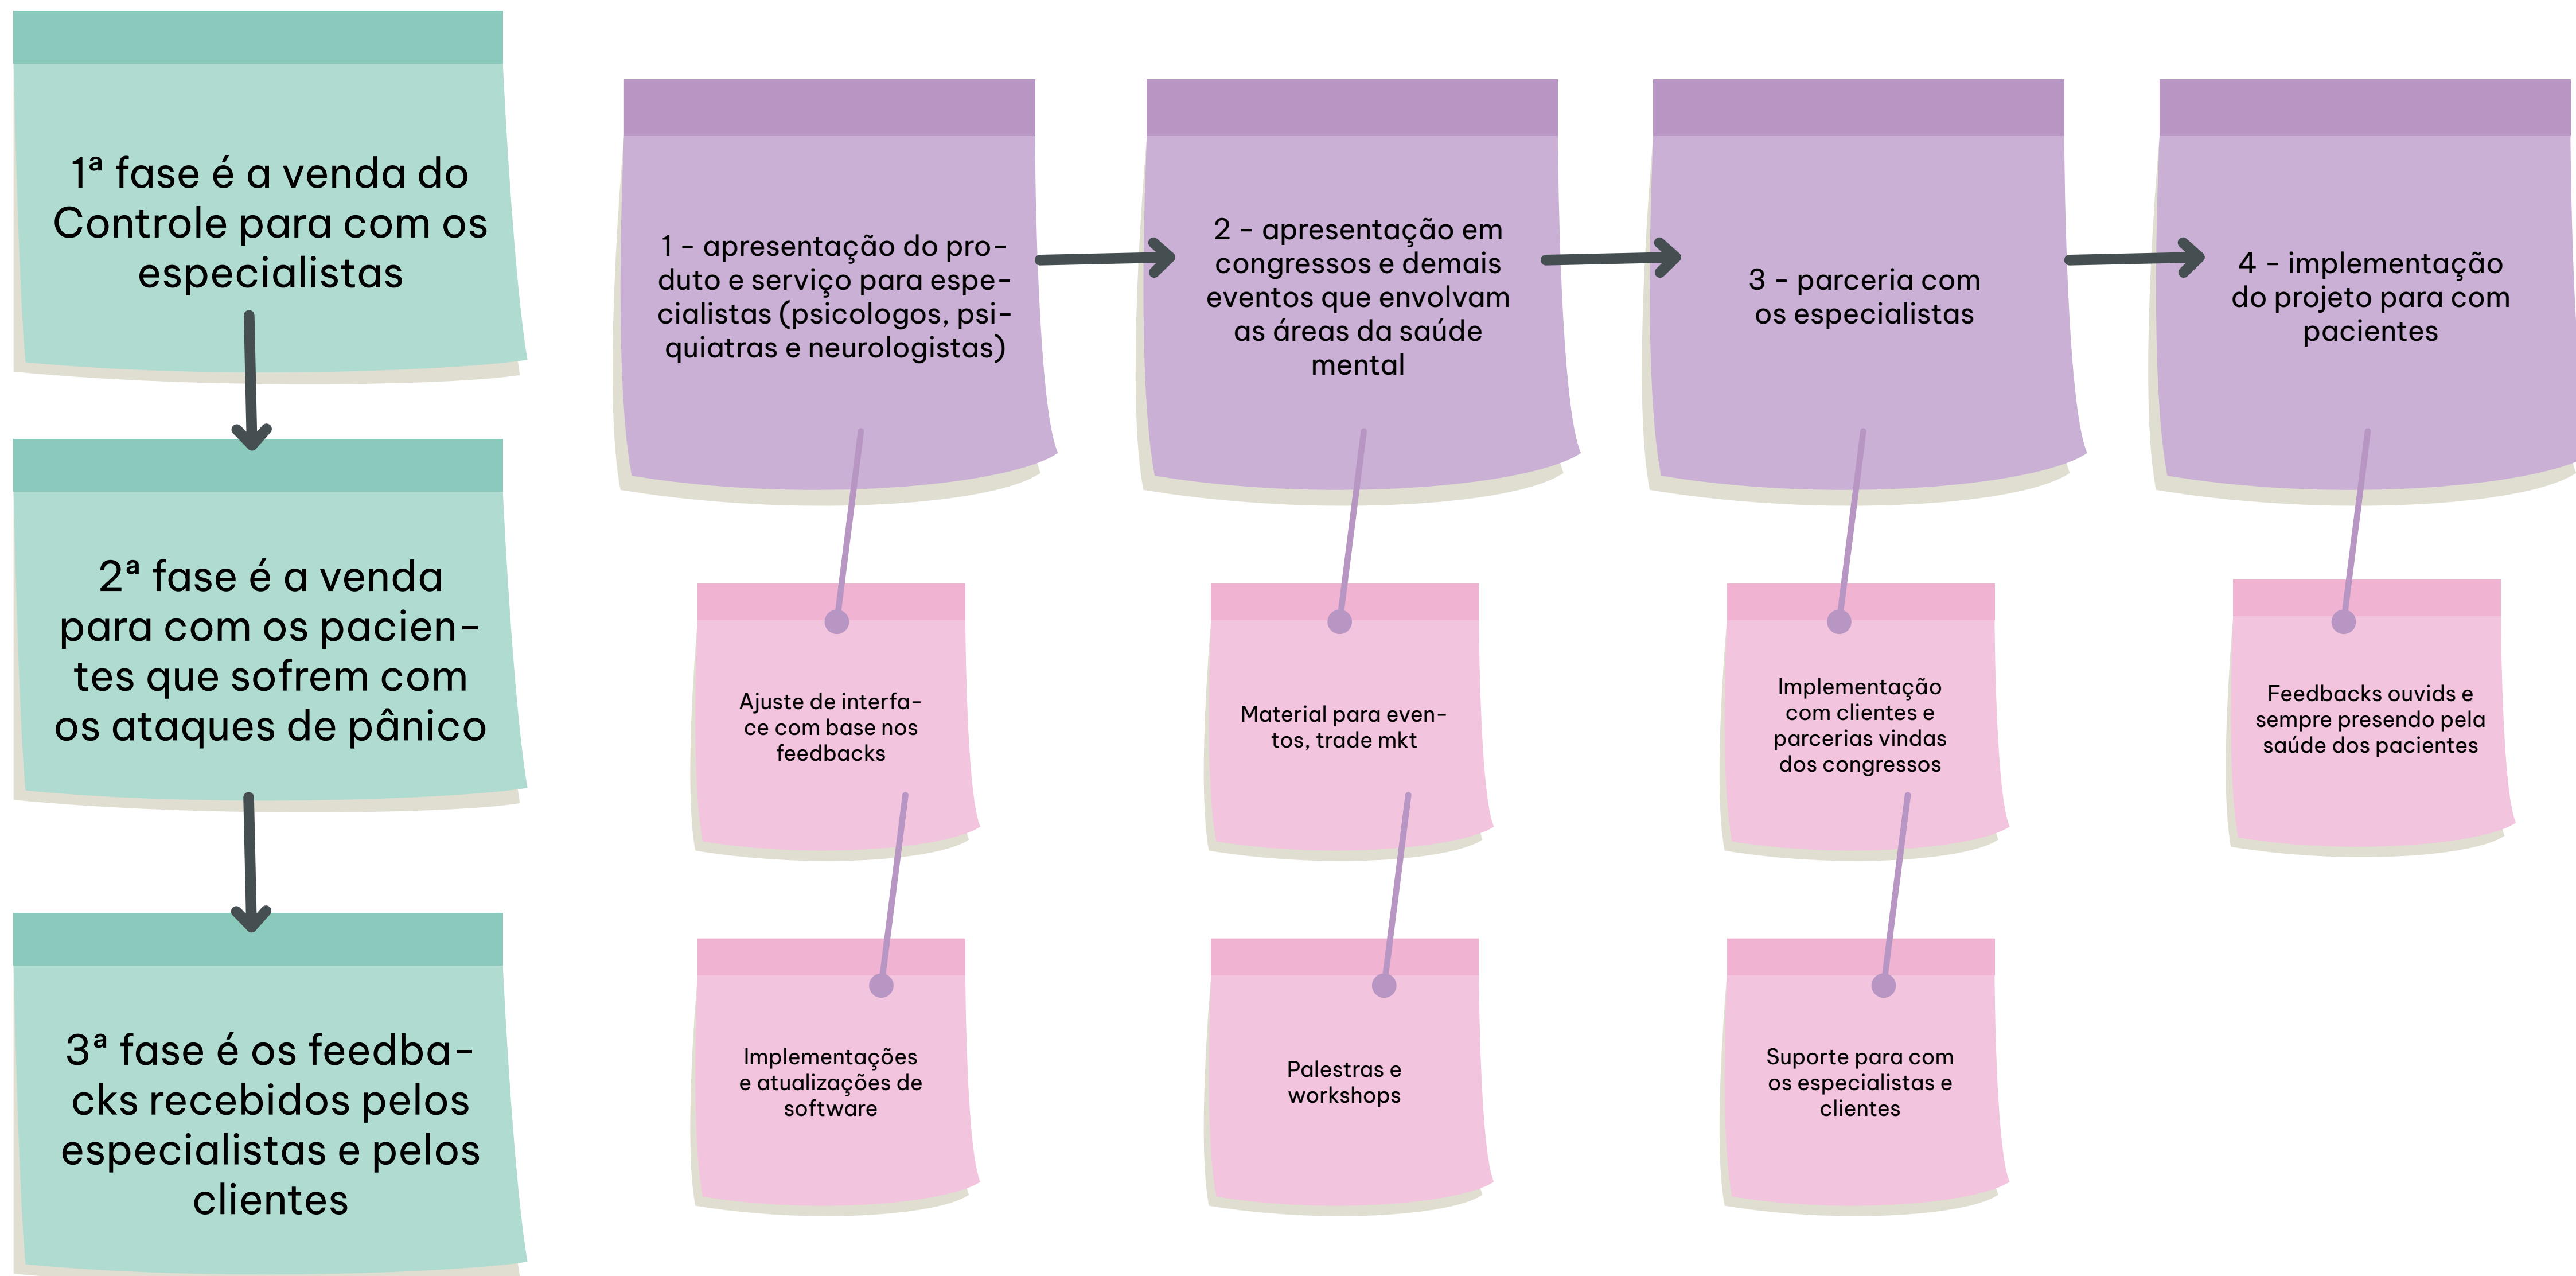 1ª fase é a venda do
Controle para com os
especialistas
2ª fase é a venda
para com os pacien-
tes que sofrem com
os ataques de pânico
3ª fase é os feedba-
cks recebidos pelos
especialistas e pelos
clientes
1 - apresentação do pro-
duto e serviço para espe-
cialistas (psicologos, psi-
quiatras e neurologistas)
2 - apresentação em
congressos e demais
eventos que envolvam
as áreas da saúde
mental
3 - parceria com
os especialistas
4 - implementação
do projeto para com
pacientes
Ajuste de interfa-
ce com base nos
feedbacks
Material para even-
tos, trade mkt
Implementação
com clientes e
parcerias vindas
dos congressos
Feedbacks ouvids e
sempre presendo pela
saúde dos pacientes
Implementações
e atualizações de
software
Palestras e
workshops
Suporte para com
os especialistas e
clientes